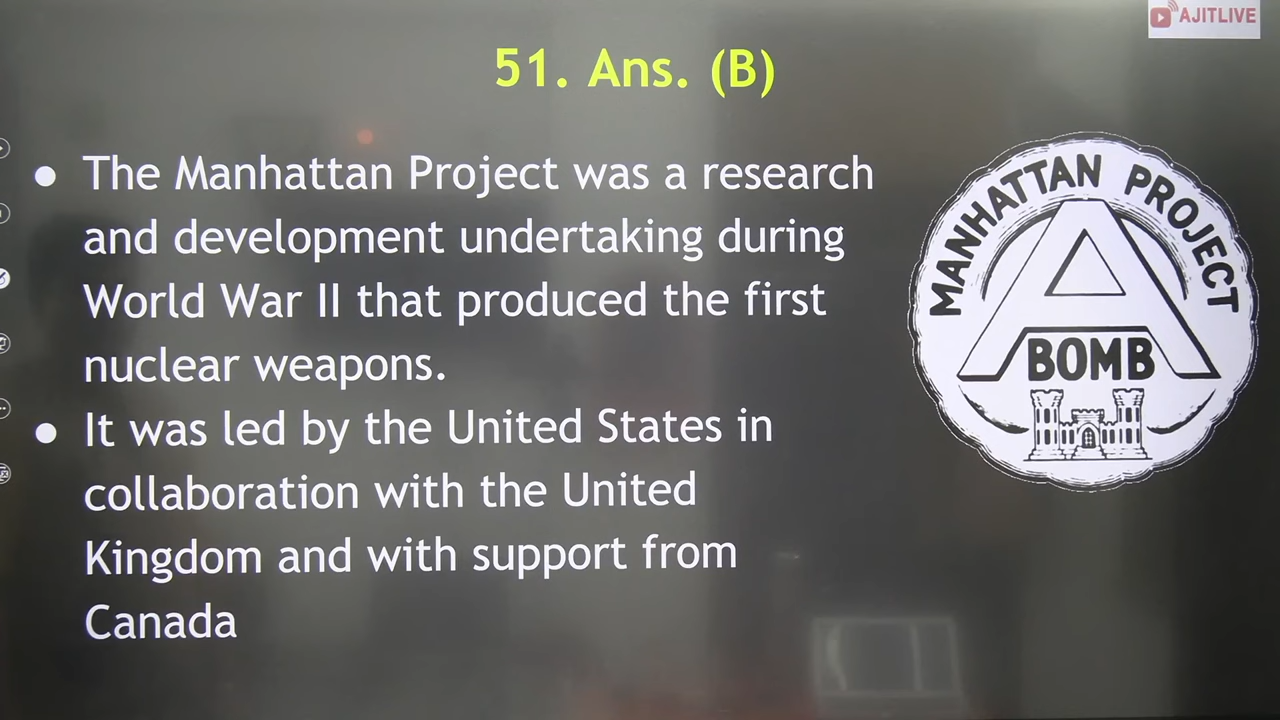 AJITLIVE
51. Ans. (B)
● The Manhattan Project was a research
and development undertaking during
World War II that produced the first
nuclear weapons.
● It was led by the United States in
collaboration with the United
Kingdom and with support from
Canada
MANHATTAN PROJECT
A
BOMB